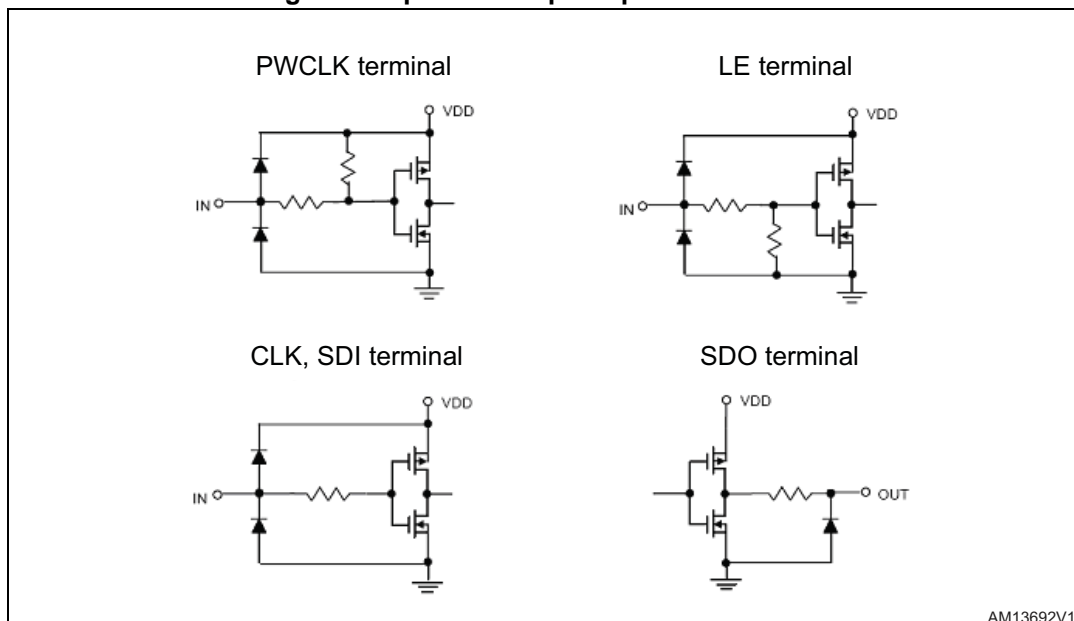 PWCLK terminal
LE terminal
VDD
VDD
IN
IN
CLK, SDI terminal
SDO terminal
VDD
VDD
IN
OUT
AM13692V1